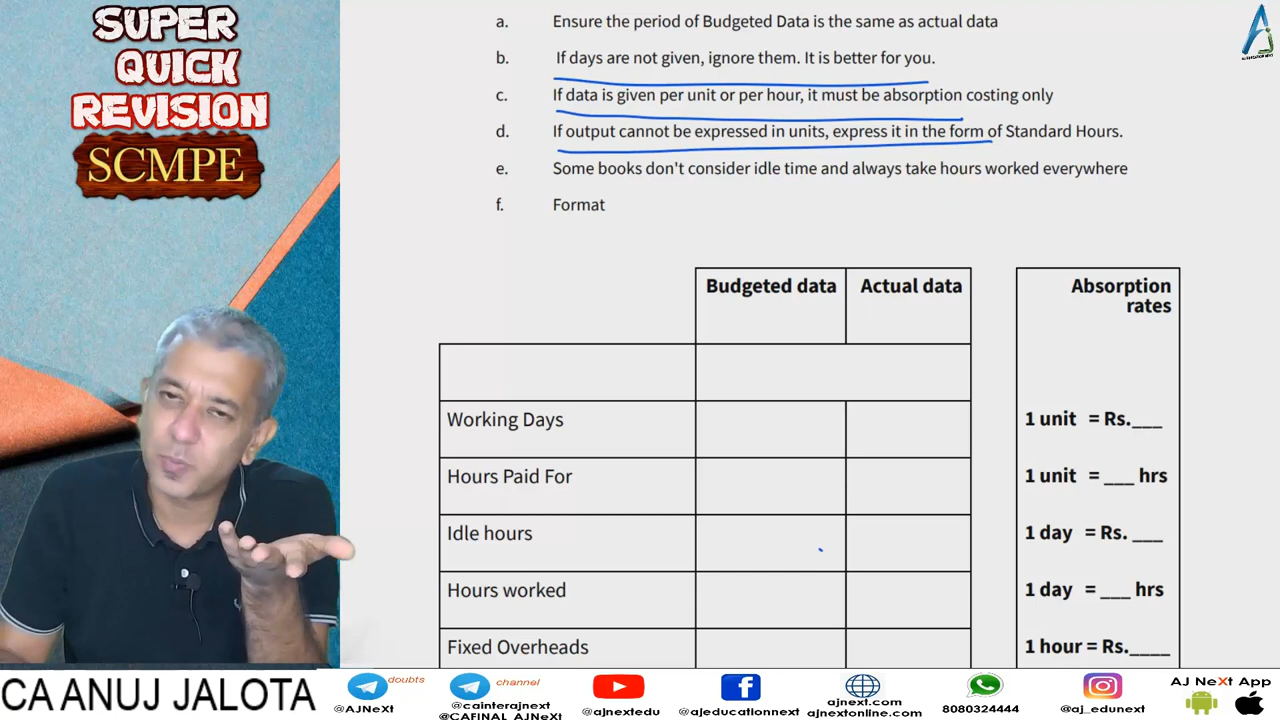 SUPER
QUICK
REVISION
SCMPE
a. Ensure the period of Budgeted Data is the same as actual data
b. If days are not given, ignore them. It is better for you.
c. If data is given per unit or per hour, it must be absorption costing only
d. If output cannot be expressed in units, express it in the form of Standard Hours.
e. Some books don't consider idle time and always take hours worked everywhere
f. Format
Budgeted data Actual data
Absorption
rates
Working Days
1 unit = Rs.___
Hours Paid For
1 unit = ___ hrs
Idle hours
1 day = Rs. ___
Hours worked
1 day = ___ hrs
Fixed Overheads
1 hour = Rs.____
CA ANUJ JALOTA
doubts
@AJNeXt
channel
@cainterajnext
@CAFINAL_AJNeXt
@ajnextedu
@ajeducationnext
ajnext.com
ajnextonline.com
8080324444
@aj_edunext
AJ NeXt App